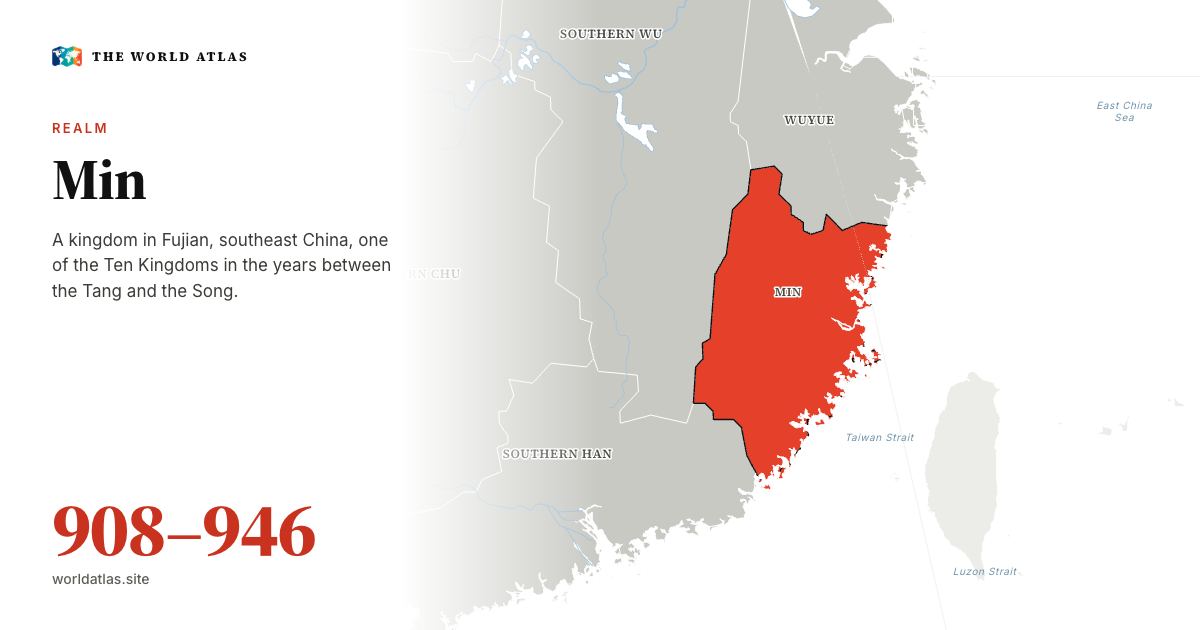 THE WORLD ATLAS
REALM
Min
A kingdom in Fujian, southeast China, one
of the Ten Kingdoms in the years between
the Tang and the Song.
908–946
worldatlas.site
SOUTHERN WU
WUYUE
East China
Sea
RN CHU
MIN
Taiwan Strait
SOUTHERN HAN
Luzon Strait